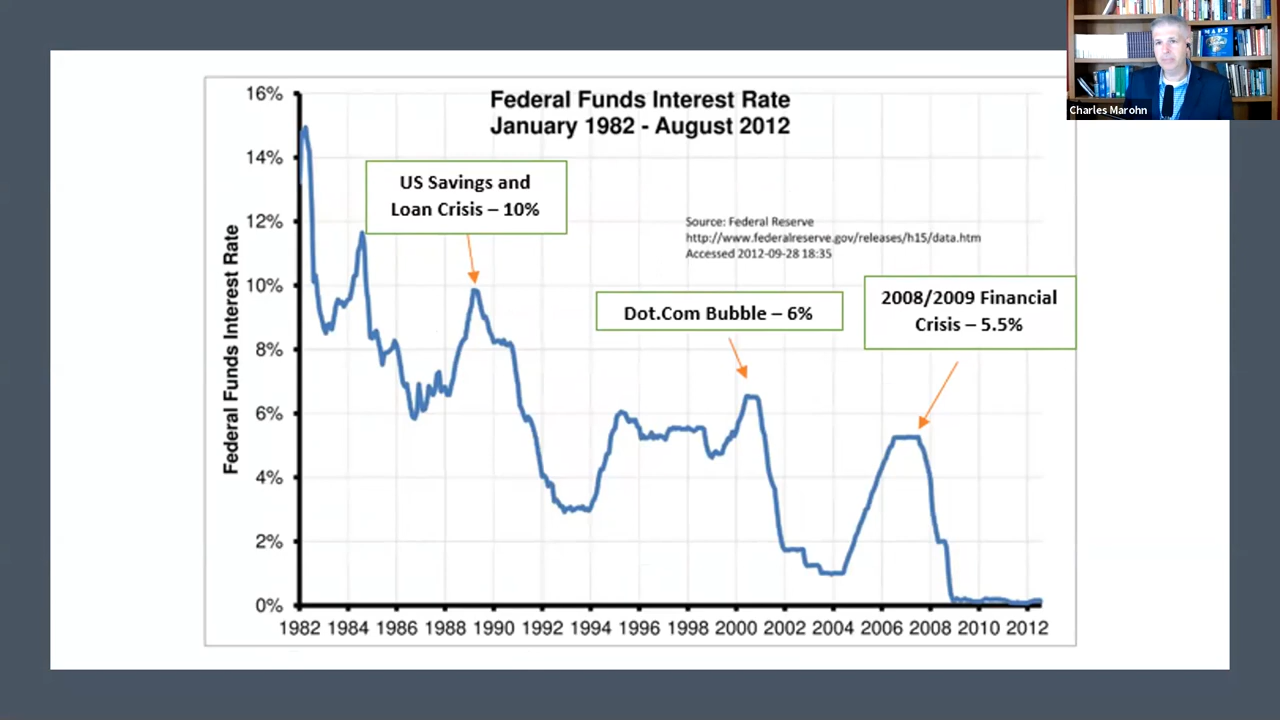 Charles Marohn
Federal Funds Interest Rate
January 1982 - August 2012
16%
14%
12%
10%
8%
6%
4%
2%
0%
Federal Funds Interest Rate
US Savings and
Loan Crisis – 10%
Source: Federal Reserve
http://www.federalreserve.gov/releases/h15/data.htm
Accessed 2012-09-28 18:35
Dot.Com Bubble – 6%
2008/2009 Financial
Crisis – 5.5%
1982 1984 1986 1988 1990 1992 1994 1996 1998 2000 2002 2004 2006 2008 2010 2012